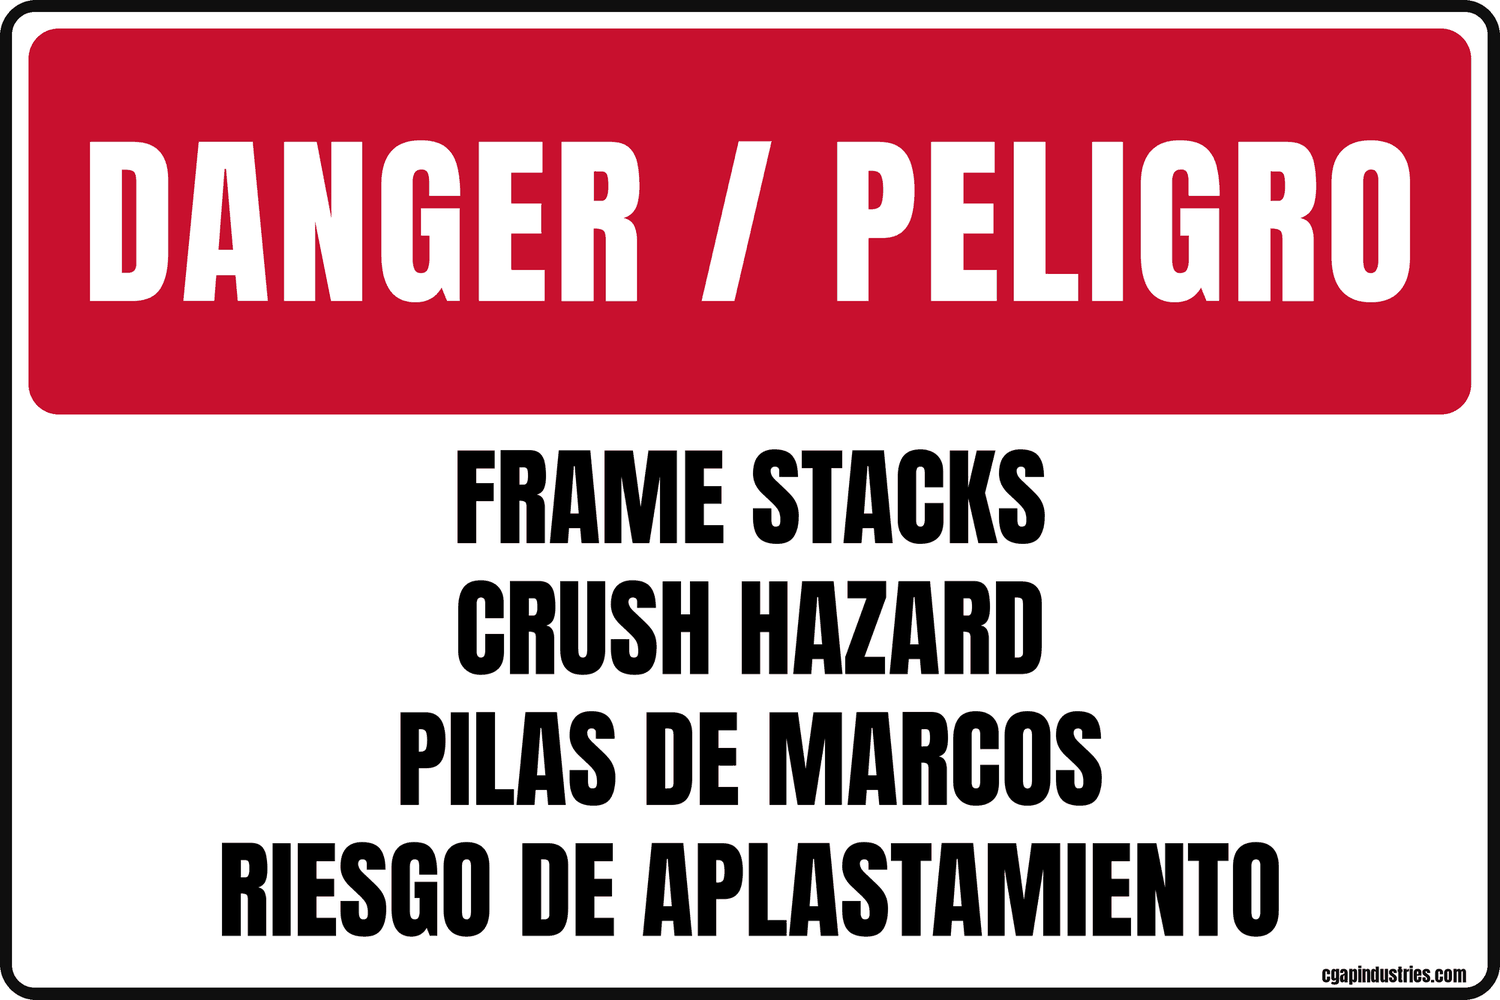 DANGER / PELIGRO
FRAME STACKS
CRUSH HAZARD
PILAS DE MARCOS
RIESGO DE APLASTAMIENTO
cgapindustries.com